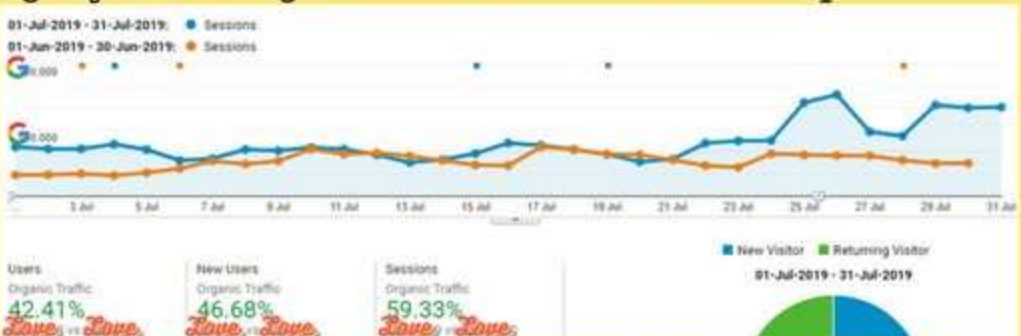 01-Jul-2019 - 31-Jul-2019: Sessions
01-Jun-2019 - 30-Jun-2019: Sessions
3 Jul 5 Jul 7 Jul 9 Jul 11 Jul 13 Jul 15 Jul 17 Jul 19 Jul 21 Jul 23 Jul 25 Jul 27 Jul 29 Jul 31 Jul
New Visitor Returning Visitor
01-Jul-2019 - 31-Jul-2019
Users
Organic Traffic
42.41%
Love vs Love
New Users
Organic Traffic
46.68%
Love vs Love
Sessions
Organic Traffic
59.33%
Love vs Love